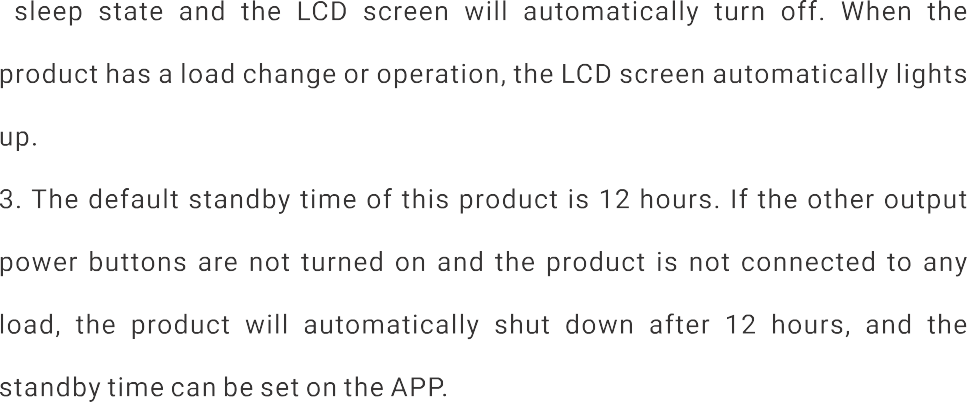 sleep state and the LCD screen will automatically turn off. When the
product has a load change or operation, the LCD screen automatically lights
up.
3. The default standby time of this product is 12 hours. If the other output
power buttons are not turned on and the product is not connected to any
load, the product will automatically shut down after 12 hours, and the
standby time can be set on the APP.